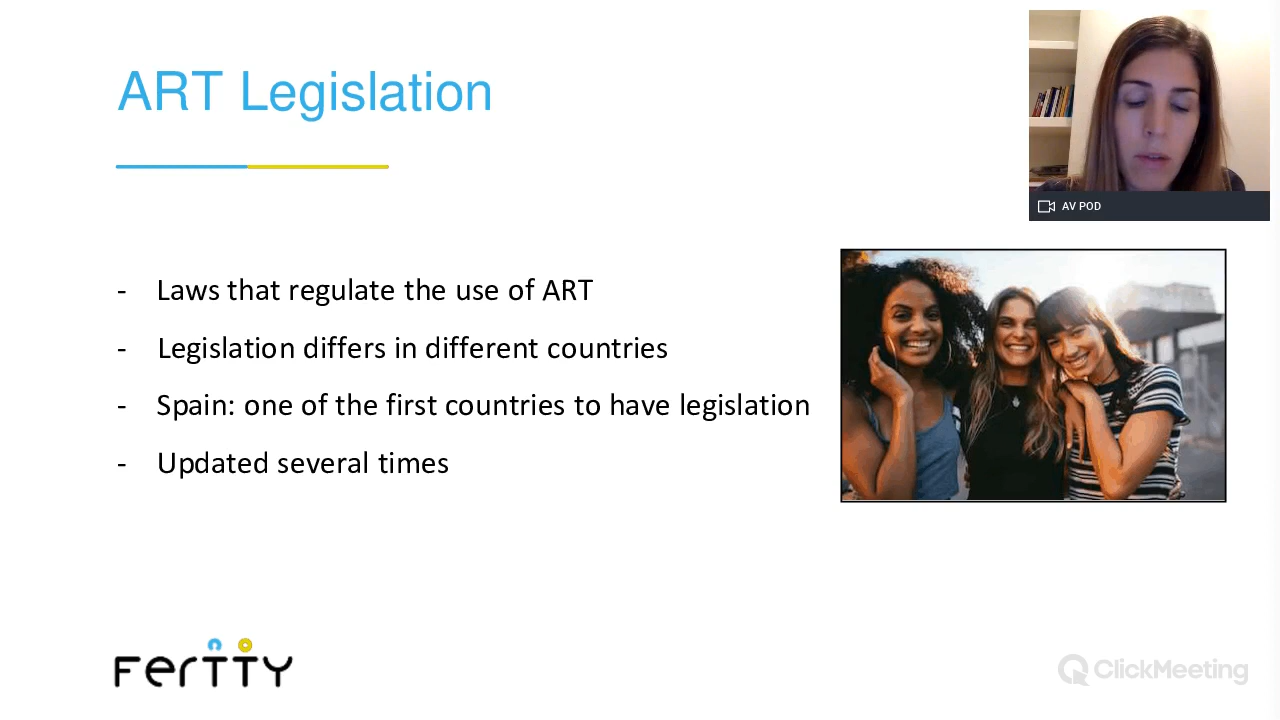 ART Legislation
AV POD
- Laws that regulate the use of ART
- Legislation differs in different countries
- Spain: one of the first countries to have legislation
- Updated several times
Fertty
ClickMeeting